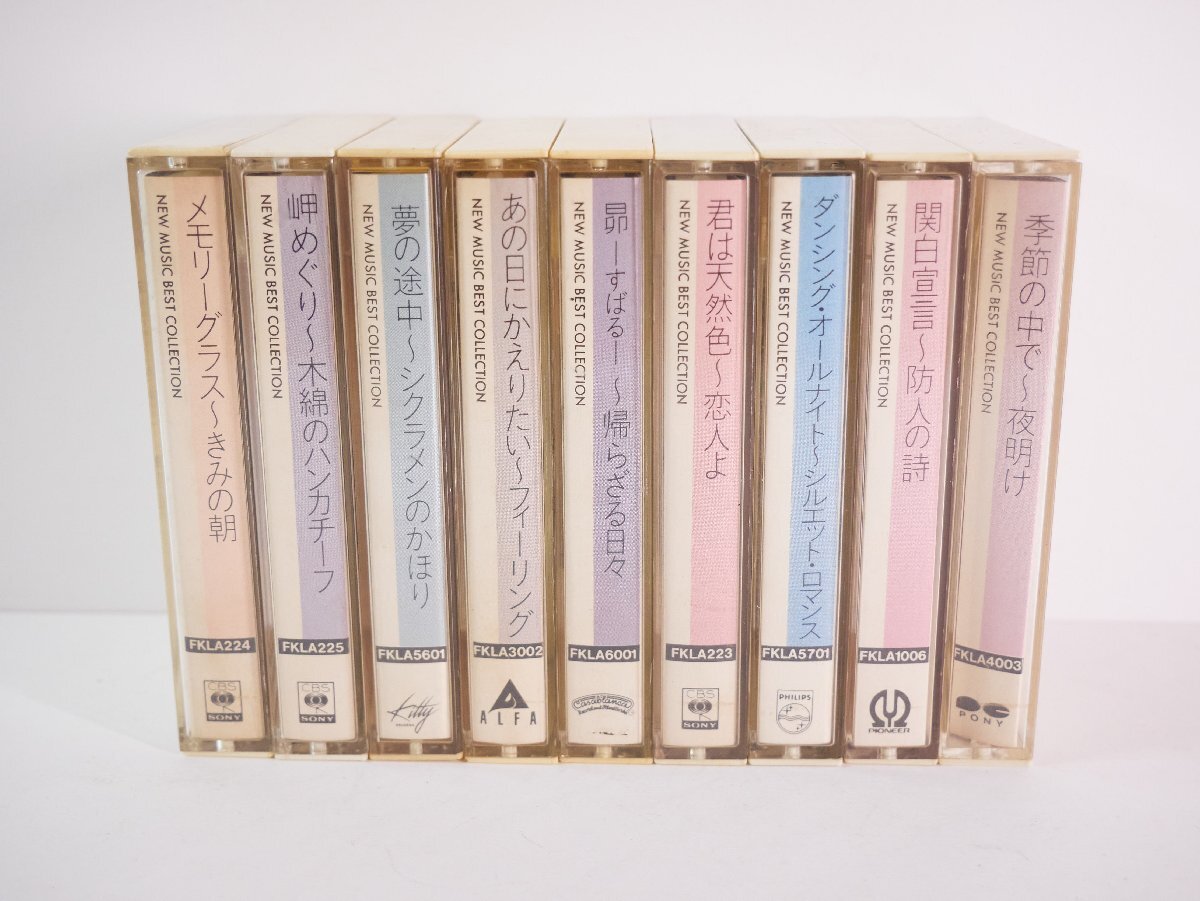 メモリーグラス～きみの朝
NEW MUSIC BEST COLLECTION
FKLA224
CBS
SONY
岬めぐり～木綿のハンカチーフ
NEW MUSIC BEST COLLECTION
FKLA225
CBS
SONY
夢の途中～シクラメンのかほり
NEW MUSIC BEST COLLECTION
FKLA5601
Kitty
あの日にかえりたい～フィーリング
NEW MUSIC BEST COLLECTION
FKLA3002
ALFA
昴ーすばるー～帰らざる日々
NEW MUSIC BEST COLLECTION
FKLA6001
Casablanca
君は天然色～恋人よ
NEW MUSIC BEST COLLECTION
FKLA223
CBS
SONY
ダンシング・オールナイト～シルエット・ロマンス
NEW MUSIC BEST COLLECTION
FKLA5701
PHILIPS
関白宣言～防人の詩
NEW MUSIC BEST COLLECTION
FKLA1006
PIONEER
季節の中で～夜明け
NEW MUSIC BEST COLLECTION
FKLA4003
PONY